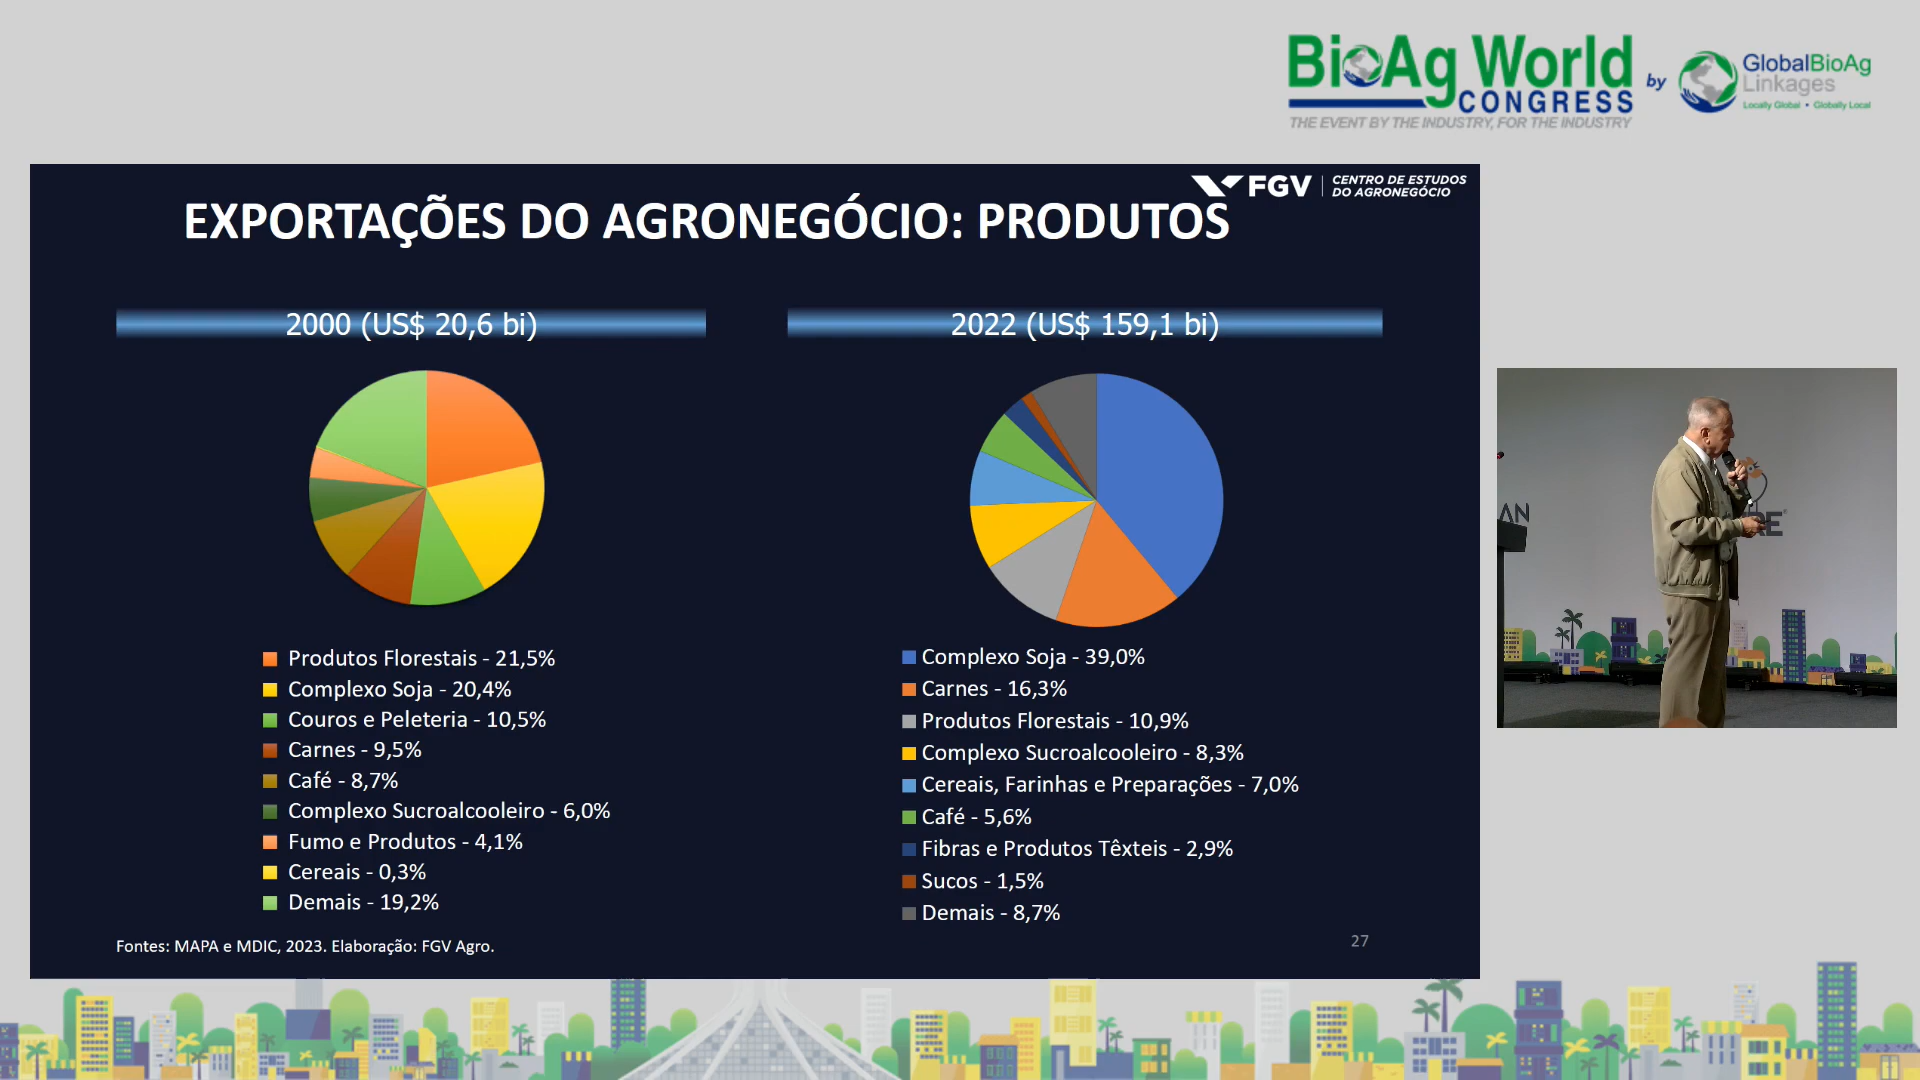 BioAg World
CONGRESS
THE EVENT BY THE INDUSTRY, FOR THE INDUSTRY
by
GlobalBioAg
Linkages
Locally Global • Globally Local
FGV
CENTRO DE ESTUDOS
DO AGRONEGÓCIO
EXPORTAÇÕES DO AGRONEGÓCIO: PRODUTOS
2000 (US$ 20,6 bi)
Produtos Florestais - 21,5%
Complexo Soja - 20,4%
Couros e Peleteria - 10,5%
Carnes - 9,5%
Café - 8,7%
Complexo Sucroalcooleiro - 6,0%
Fumo e Produtos - 4,1%
Cereais - 0,3%
Demais - 19,2%
2022 (US$ 159,1 bi)
Complexo Soja - 39,0%
Carnes - 16,3%
Produtos Florestais - 10,9%
Complexo Sucroalcooleiro - 8,3%
Cereais, Farinhas e Preparações - 7,0%
Café - 5,6%
Fibras e Produtos Têxteis - 2,9%
Sucos - 1,5%
Demais - 8,7%
Fontes: MAPA e MDIC, 2023. Elaboração: FGV Agro.
27